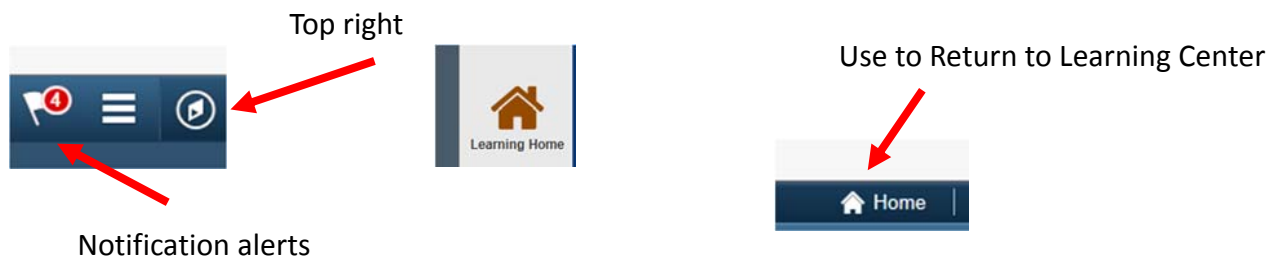 Top right
Use to Return to Learning Center
4
Learning Home
Home
Notification alerts